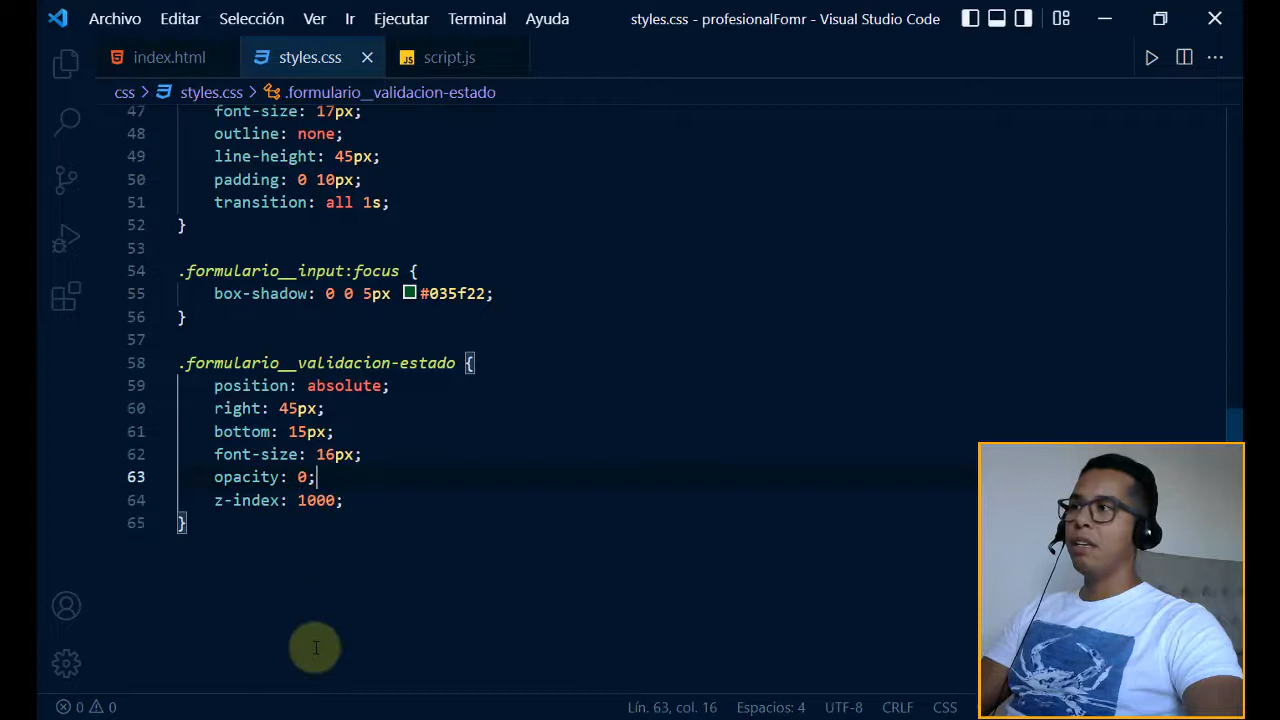 Archivo Editar Selección Ver Ir Ejecutar Terminal Ayuda styles.css - profesionalFomr - Visual Studio Code
index.html styles.css script.js
css > styles.css > .formulario__validacion-estado
47 font-size: 17px;
48 outline: none;
49 line-height: 45px;
50 padding: 0 10px;
51 transition: all 1s;
52 }
53
54 .formulario__input:focus {
55 box-shadow: 0 0 5px #035f22;
56 }
57
58 .formulario__validacion-estado {
59 position: absolute;
60 right: 45px;
61 bottom: 15px;
62 font-size: 16px;
63 opacity: 0;
64 z-index: 1000;
65 }
0 0 Lín. 63, col. 16 Espacios: 4 UTF-8 CRLF CSS